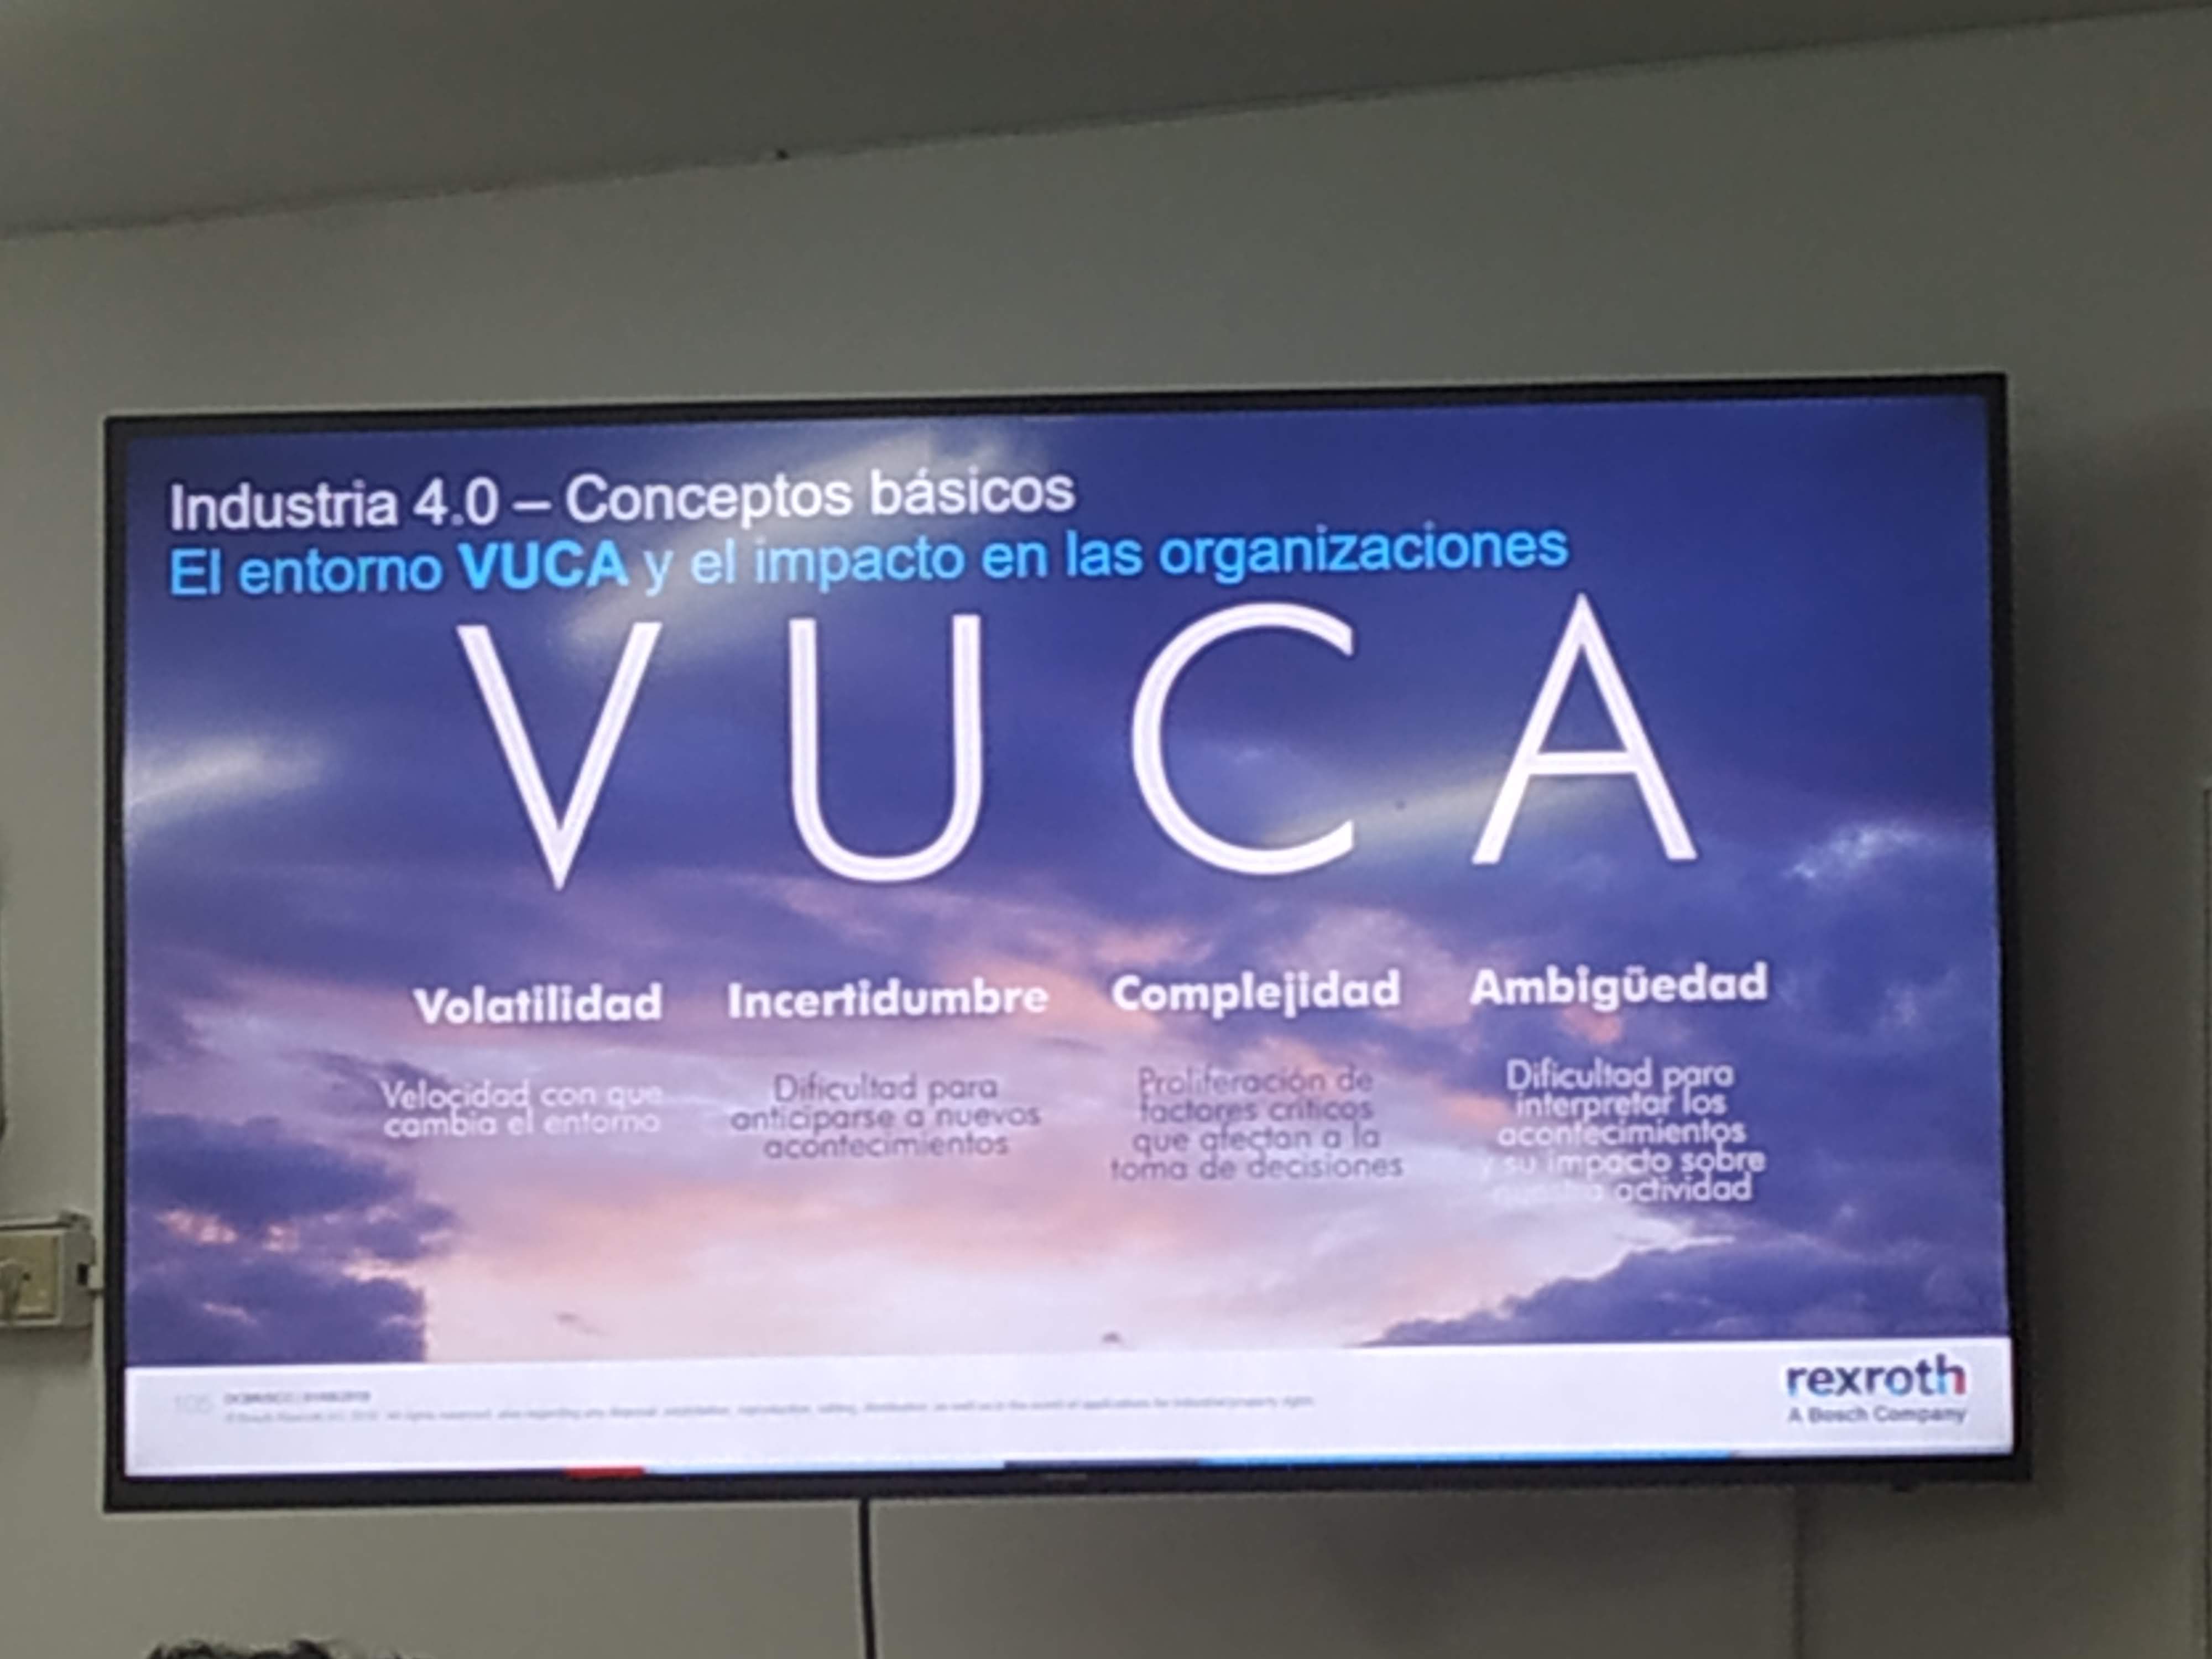 Industria 4.0 – Conceptos básicos
El entorno VUCA y el impacto en las organizaciones
V U C A
Volatilidad
Velocidad con que
cambia el entorno
Incertidumbre
Dificultad para
anticiparse a nuevos
acontecimientos
Complejidad
Proliferación de
factores críticos
que afectan a la
toma de decisiones
Ambigüedad
Dificultad para
interpretar los
acontecimientos
y su impacto sobre
nuestra actividad
105
rexroth
A Bosch Company